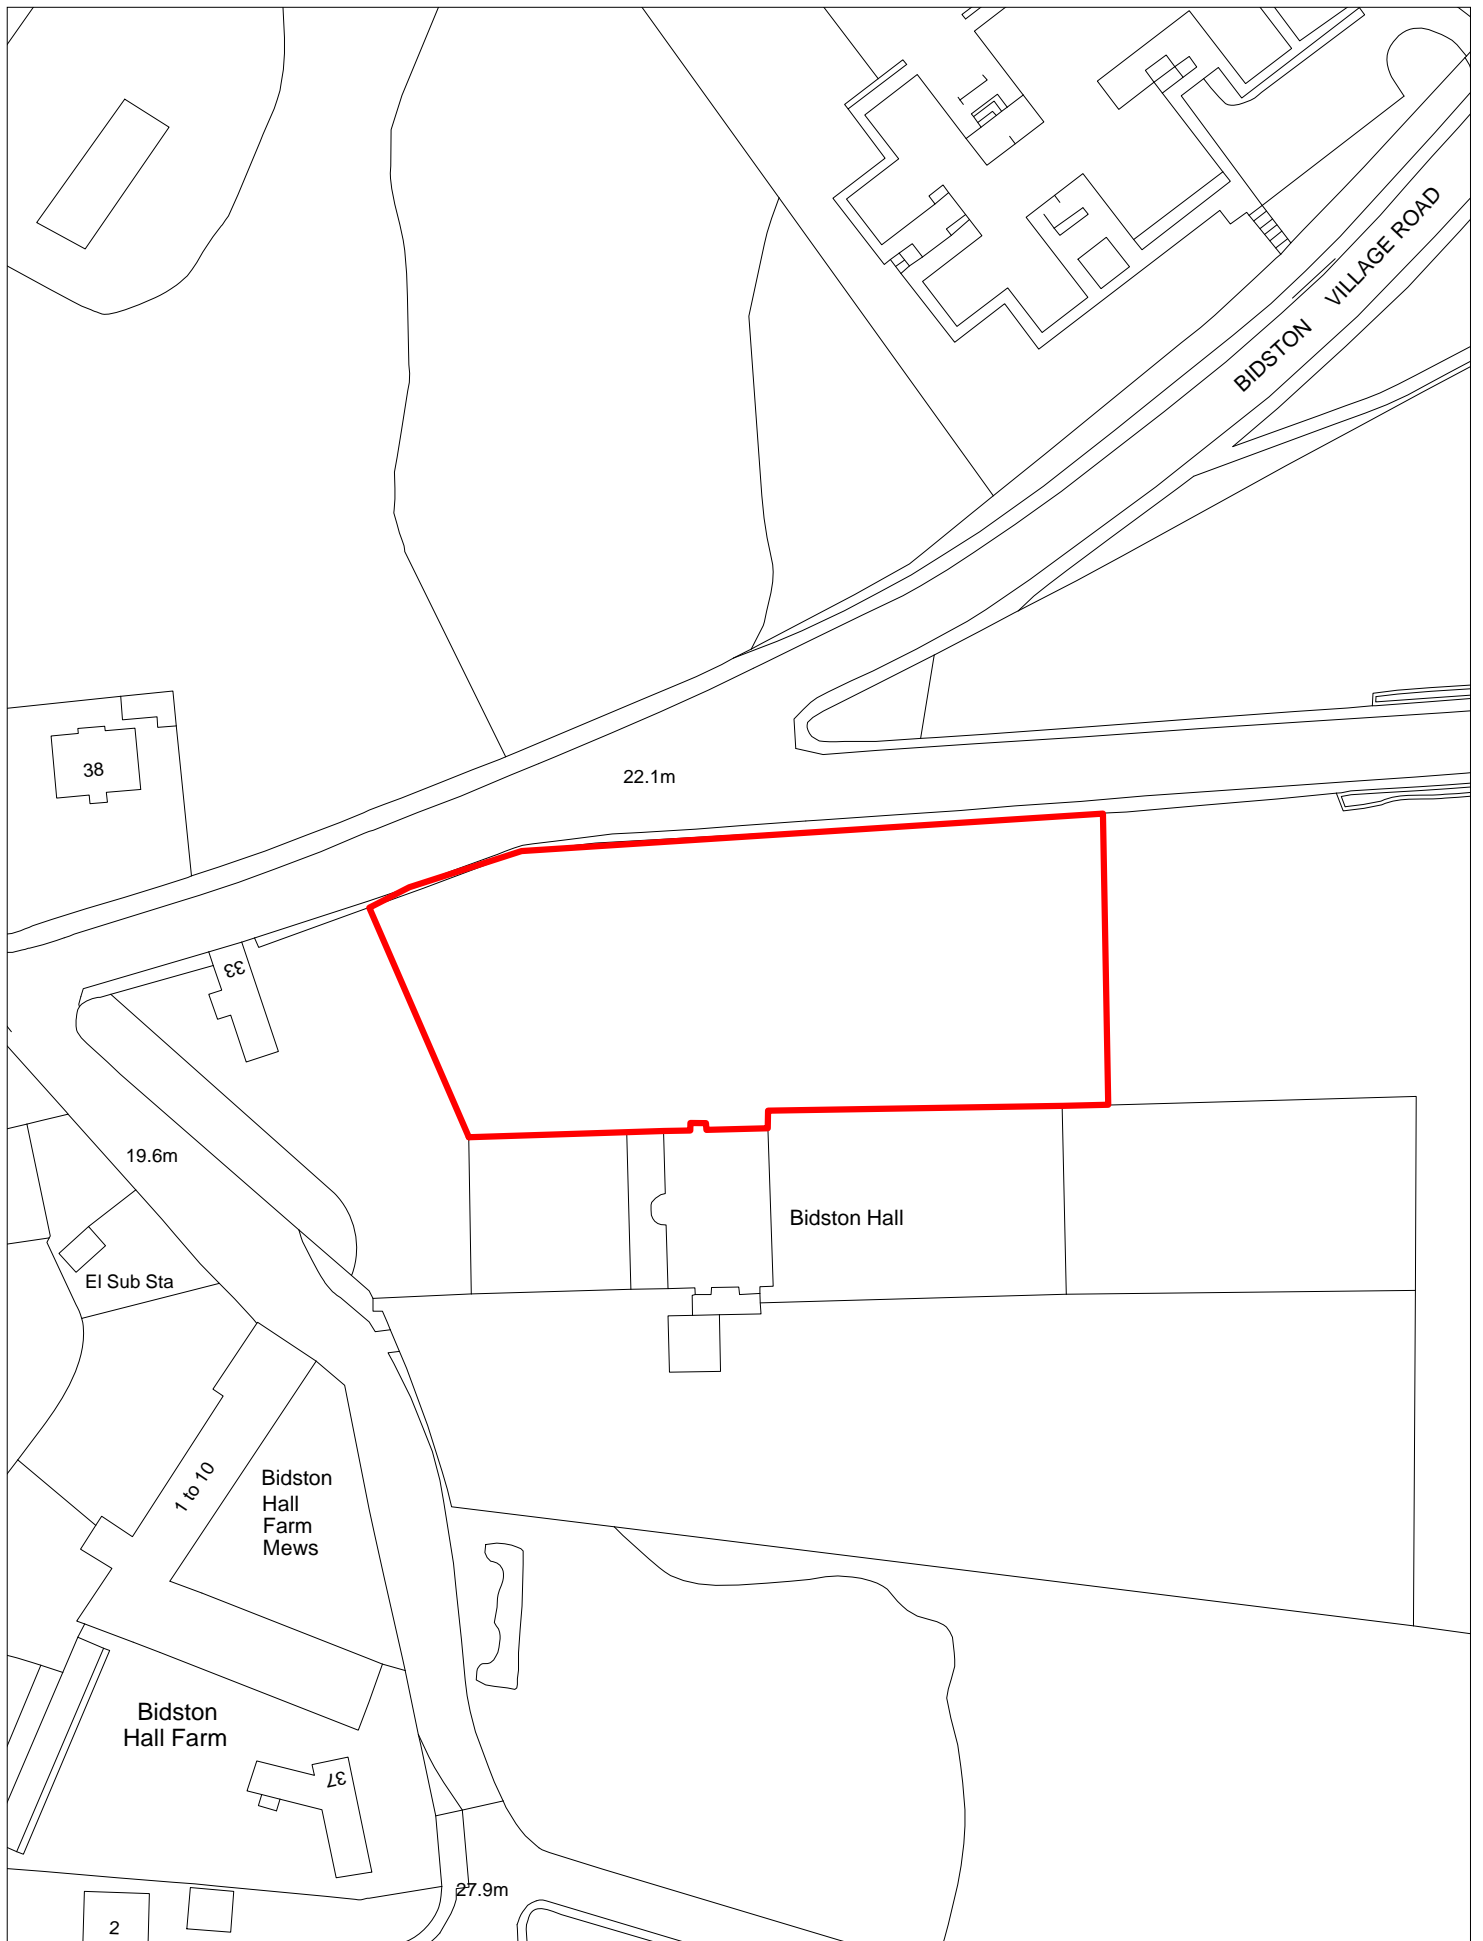 BIDSTON VILLAGE ROAD
38
22.1m
33
19.6m
Bidston Hall
El Sub Sta
1 to 10
Bidston
Hall
Farm
Mews
Bidston
Hall Farm
37
27.9m
2